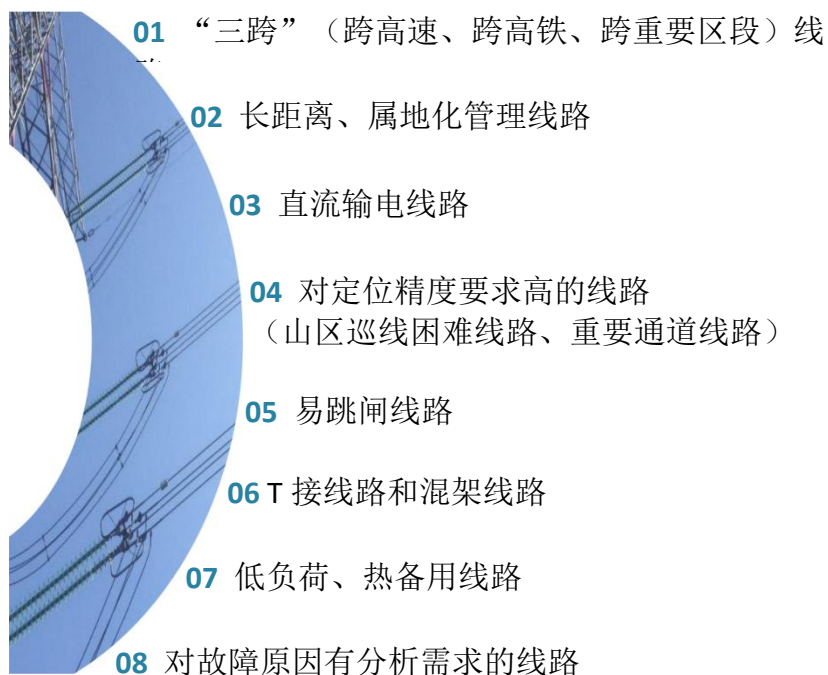 01 “三跨”（跨高速、跨高铁、跨重要区段）线
02 长距离、属地化管理线路
03 直流输电线路
04 对定位精度要求高的线路
（山区巡线困难线路、重要通道线路）
05 易跳闸线路
06 T 接线路和混架线路
07 低负荷、热备用线路
08 对故障原因有分析需求的线路